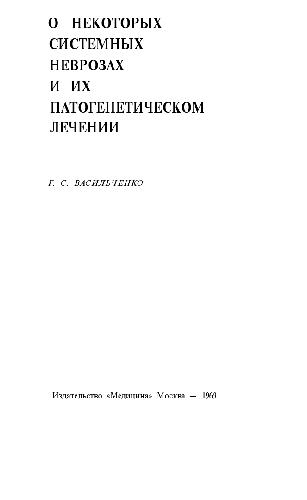 О НЕКОТОРЫХ
СИСТЕМНЫХ
НЕВРОЗАХ
И ИХ
ПАТОГЕНЕТИЧЕСКОМ
ЛЕЧЕНИИ
Г. С. ВАСИЛЬЧЕНКО
Издательство «Медицина» Москва — 1969